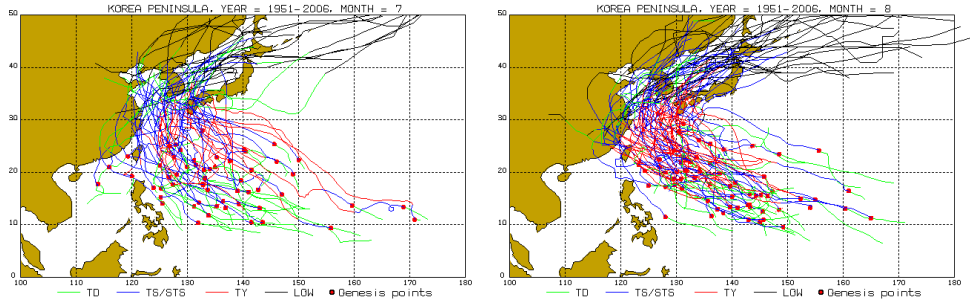 KOREA PENINSULA, YEAR = 1951-2006, MONTH = 7
50
40
30
20
10
0
100 110 120 130 140 150 160 170 180
TD TS/STS TY LOW Genesis points
KOREA PENINSULA, YEAR = 1951-2006, MONTH = 8
50
40
30
20
10
0
100 110 120 130 140 150 160 170 180
TD TS/STS TY LOW Genesis points